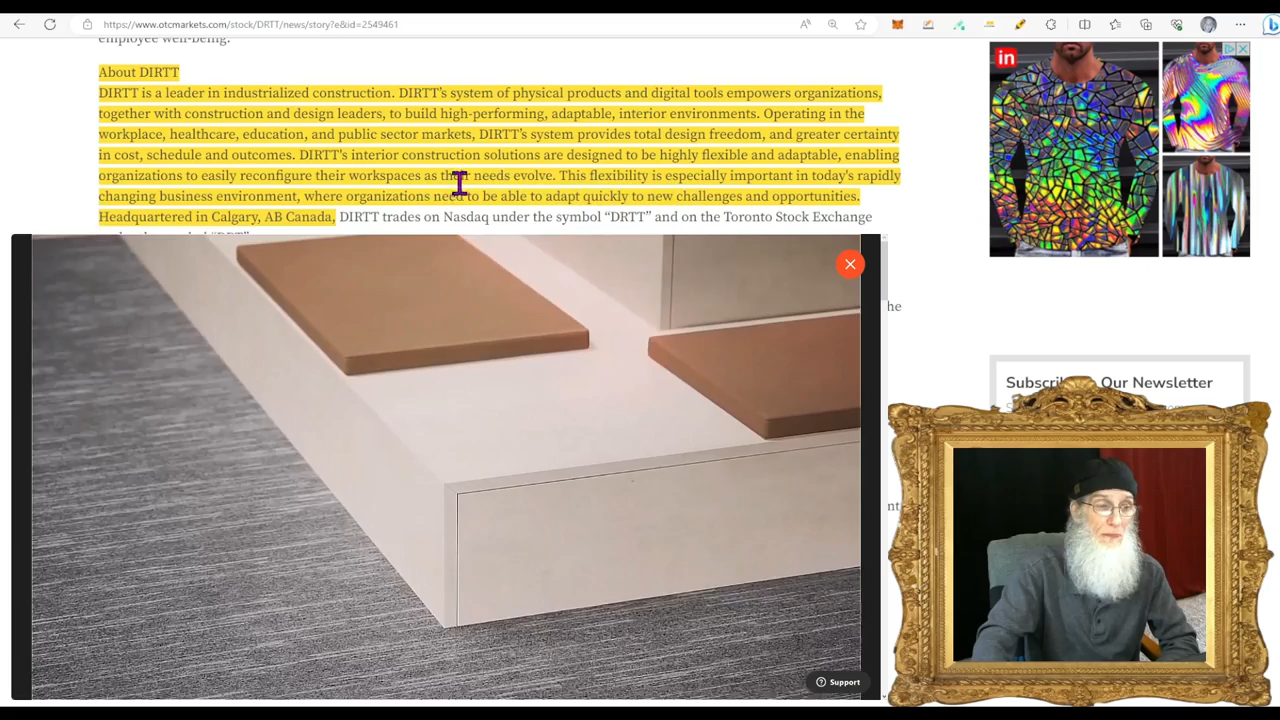 https://www.otcmarkets.com/stock/DRTT/news/story?e&id=2549461
employee well-being.
About DIRTT
DIRTT is a leader in industrialized construction. DIRTT's system of physical products and digital tools empowers organizations,
together with construction and design leaders, to build high-performing, adaptable, interior environments. Operating in the
workplace, healthcare, education, and public sector markets, DIRTT's system provides total design freedom, and greater certainty
in cost, schedule and outcomes. DIRTT's interior construction solutions are designed to be highly flexible and adaptable, enabling
organizations to easily reconfigure their workspaces as their needs evolve. This flexibility is especially important in today's rapidly
changing business environment, where organizations need to be able to adapt quickly to new challenges and opportunities.
Headquartered in Calgary, AB Canada, DIRTT trades on Nasdaq under the symbol “DRTT” and on the Toronto Stock Exchange
in
he
Our Newsletter
nt
Support